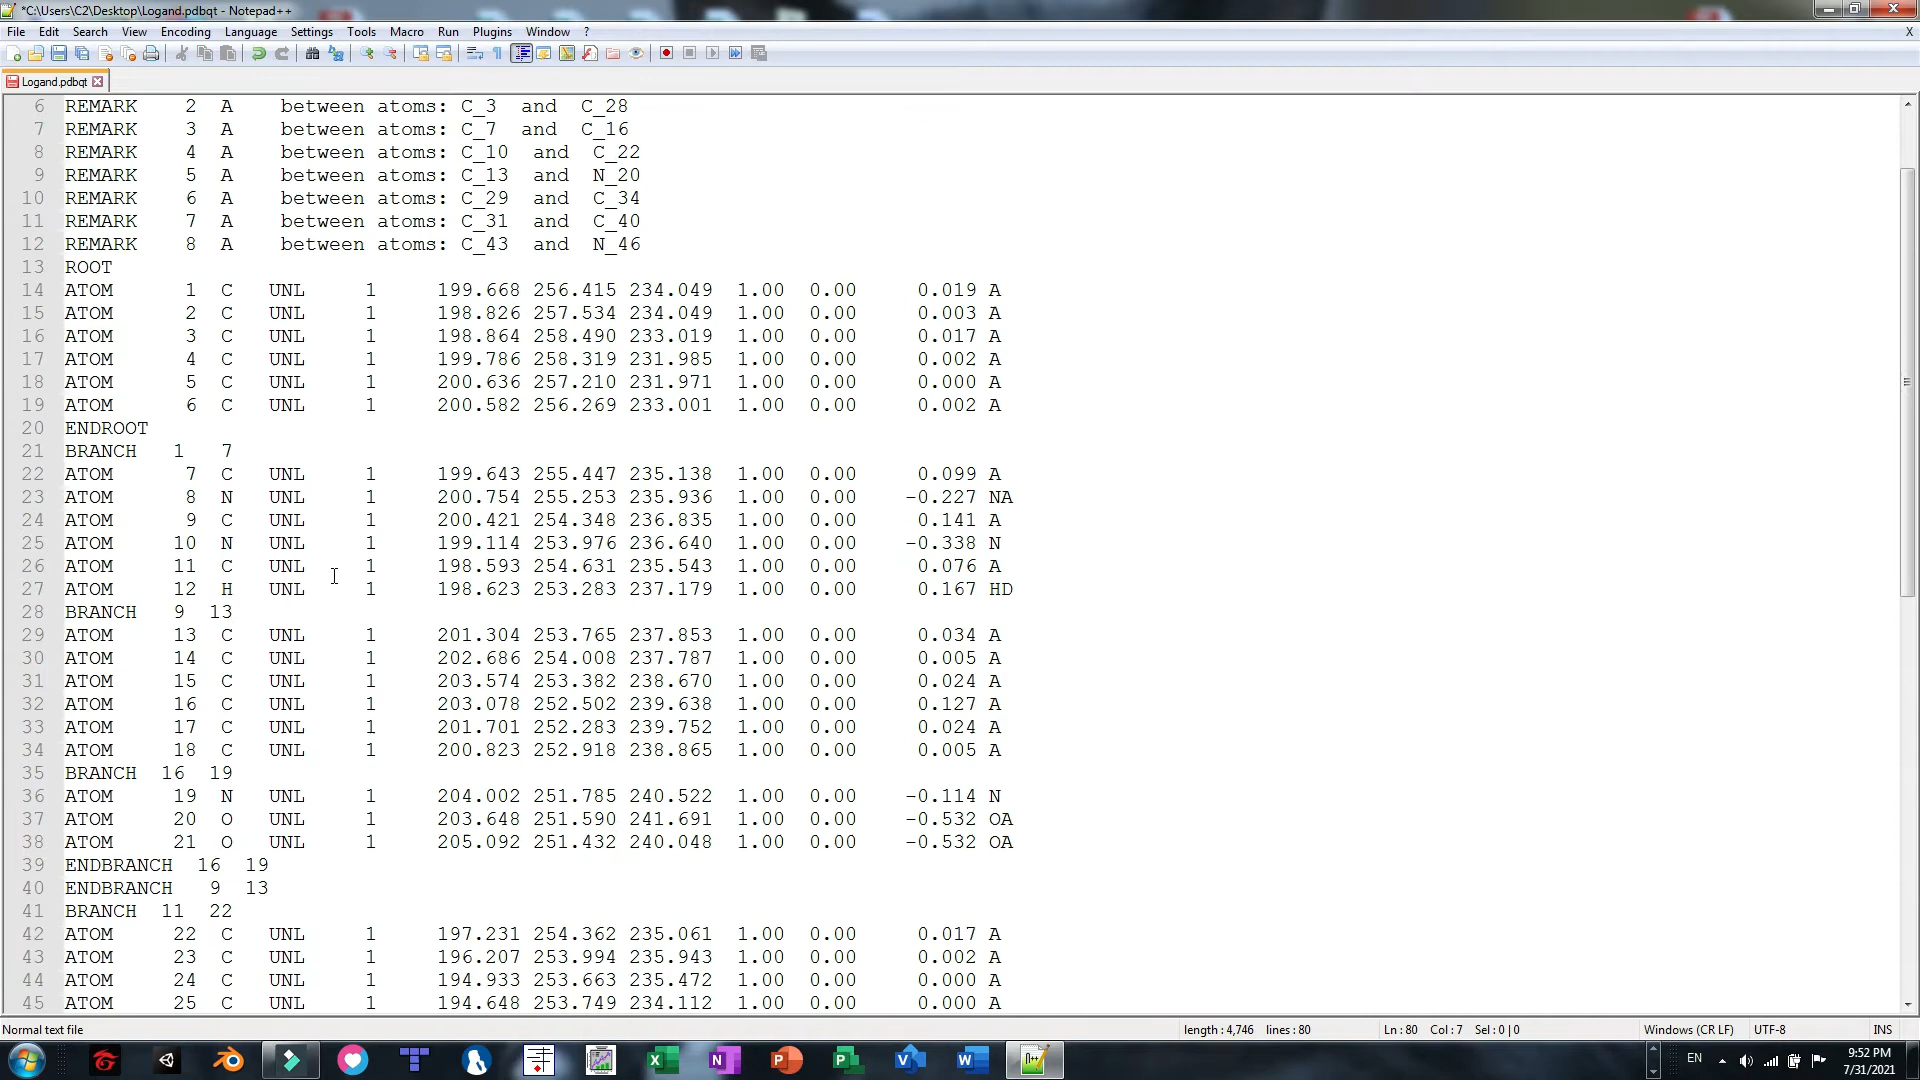 *C:\Users\C2\Desktop\Logand.pdbqt - Notepad++
File Edit Search View Encoding Language Settings Tools Macro Run Plugins Window ? X
Logand.pdbqt
6 REMARK 2 A between atoms: C_3 and C_28
7 REMARK 3 A between atoms: C_7 and C_16
8 REMARK 4 A between atoms: C_10 and C_22
9 REMARK 5 A between atoms: C_13 and N_20
10 REMARK 6 A between atoms: C_29 and C_34
11 REMARK 7 A between atoms: C_31 and C_40
12 REMARK 8 A between atoms: C_43 and N_46
13 ROOT
14 ATOM 1 C UNL 1 199.668 256.415 234.049 1.00 0.00 0.019 A
15 ATOM 2 C UNL 1 198.826 257.534 234.049 1.00 0.00 0.003 A
16 ATOM 3 C UNL 1 198.864 258.490 233.019 1.00 0.00 0.017 A
17 ATOM 4 C UNL 1 199.786 258.319 231.985 1.00 0.00 0.002 A
18 ATOM 5 C UNL 1 200.636 257.210 231.971 1.00 0.00 0.000 A
19 ATOM 6 C UNL 1 200.582 256.269 233.001 1.00 0.00 0.002 A
20 ENDROOT
21 BRANCH 1 7
22 ATOM 7 C UNL 1 199.643 255.447 235.138 1.00 0.00 0.099 A
23 ATOM 8 N UNL 1 200.754 255.253 235.936 1.00 0.00 -0.227 NA
24 ATOM 9 C UNL 1 200.421 254.348 236.835 1.00 0.00 0.141 A
25 ATOM 10 N UNL 1 199.114 253.976 236.640 1.00 0.00 -0.338 N
26 ATOM 11 C UNL 1 198.593 254.631 235.543 1.00 0.00 0.076 A
27 ATOM 12 H UNL 1 198.623 253.283 237.179 1.00 0.00 0.167 HD
28 BRANCH 9 13
29 ATOM 13 C UNL 1 201.304 253.765 237.853 1.00 0.00 0.034 A
30 ATOM 14 C UNL 1 202.686 254.008 237.787 1.00 0.00 0.005 A
31 ATOM 15 C UNL 1 203.574 253.382 238.670 1.00 0.00 0.024 A
32 ATOM 16 C UNL 1 203.078 252.502 239.638 1.00 0.00 0.127 A
33 ATOM 17 C UNL 1 201.701 252.283 239.752 1.00 0.00 0.024 A
34 ATOM 18 C UNL 1 200.823 252.918 238.865 1.00 0.00 0.005 A
35 BRANCH 16 19
36 ATOM 19 N UNL 1 204.002 251.785 240.522 1.00 0.00 -0.114 N
37 ATOM 20 O UNL 1 203.648 251.590 241.691 1.00 0.00 -0.532 OA
38 ATOM 21 O UNL 1 205.092 251.432 240.048 1.00 0.00 -0.532 OA
39 ENDBRANCH 16 19
40 ENDBRANCH 9 13
41 BRANCH 11 22
42 ATOM 22 C UNL 1 197.231 254.362 235.061 1.00 0.00 0.017 A
43 ATOM 23 C UNL 1 196.207 253.994 235.943 1.00 0.00 0.002 A
44 ATOM 24 C UNL 1 194.933 253.663 235.472 1.00 0.00 0.000 A
45 ATOM 25 C UNL 1 194.648 253.749 234.112 1.00 0.00 0.000 A
Normal text file length : 4,746 lines : 80 Ln : 80 Col : 7 Sel : 0 | 0 Windows (CR LF) UTF-8 INS
EN 9:52 PM
7/31/2021